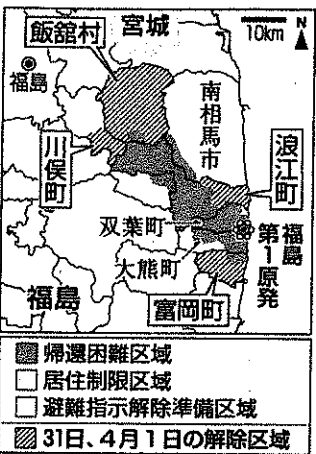 宮城
10km
N
飯舘村
福島
南相馬市
川俣町
浪江町
双葉町
大熊町
福島第1原発
福島
富岡町
帰還困難区域
居住制限区域
避難指示解除準備区域
31日、4月1日の解除区域